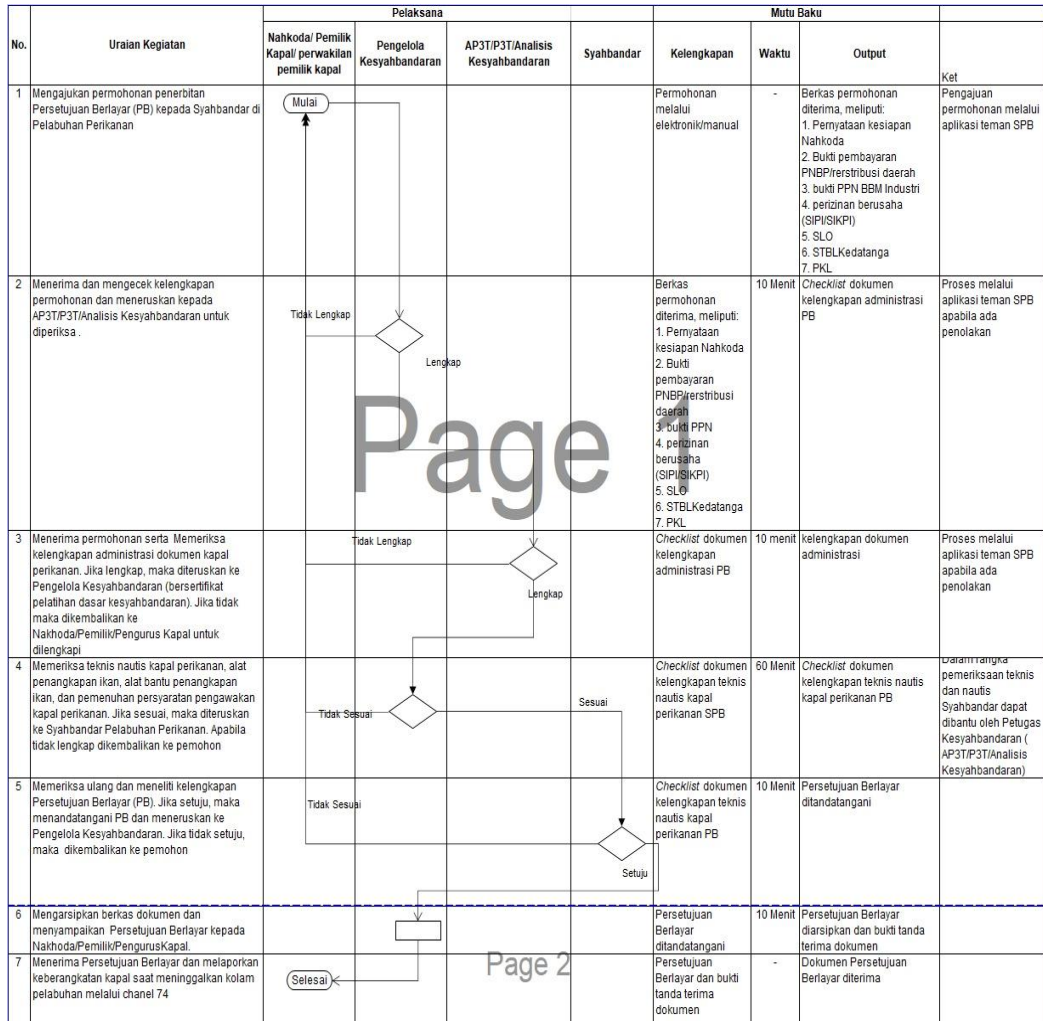 Pelaksana
Mutu Baku
No.
Uraian Kegiatan
Nahkoda/ Pemilik
Kapal/ perwakilan
pemilik kapal
Pengelola
Kesyahbandaran
AP3T/P3T/Analisis
Kesyahbandaran
Syahbandar
Kelengkapan
Waktu
Output
Ket
1
Mengajukan permohonan penerbitan
Persetujuan Berlayar (PB) kepada Syahbandar di
Pelabuhan Perikanan
Mulai
Permohonan
melalui
elektronik/manual
-
Berkas permohonan
diterima, meliputi:
1. Pernyataan kesiapan
Nahkoda
2. Bukti pembayaran
PNBP/rerstribusi daerah
3. bukti PPN BBM Industri
4. perizinan berusaha
(SIPI/SIKPI)
5. SLO
6. STBLKedatanga
7. PKL
Pengajuan
permohonan melalui
aplikasi teman SPB
2
Menerima dan mengecek kelengkapan
permohonan dan meneruskan kepada
AP3T/P3T/Analisis Kesyahbandaran untuk
diperiksa .
Tidak Lengkap
Lengkap
Berkas
permohonan
diterima, meliputi:
1. Pernyataan
kesiapan Nahkoda
2. Bukti
pembayaran
PNBP/rerstribusi
daerah
3. bukti PPN
4. perizinan
berusaha
(SIPI/SIKPI)
5. SLO
6. STBLKedatanga
7. PKL
10 Menit
Checklist dokumen
kelengkapan administrasi
PB
Proses melalui
aplikasi teman SPB
apabila ada
penolakan
Page 1
3
Menerima permohonan serta Memeriksa
kelengkapan administrasi dokumen kapal
perikanan. Jika lengkap, maka diteruskan ke
Pengelola Kesyahbandaran (bersertifikat
pelatihan dasar kesyahbandaran). Jika tidak
maka dikembalikan ke
Nakhoda/Pemilik/Pengurus Kapal untuk
dilengkapi
Tidak Lengkap
Lengkap
Checklist dokumen
kelengkapan
administrasi PB
10 menit
kelengkapan dokumen
administrasi
Proses melalui
aplikasi teman SPB
apabila ada
penolakan
4
Memeriksa teknis nautis kapal perikanan, alat
penangkapan ikan, alat bantu penangkapan
ikan, dan pemenuhan persyaratan pengawakan
kapal perikanan. Jika sesuai, maka diteruskan
ke Syahbandar Pelabuhan Perikanan. Apabila
tidak lengkap dikembalikan ke pemohon
Tidak Sesuai
Sesuai
Checklist dokumen
kelengkapan teknis
nautis kapal
perikanan SPB
60 Menit
Checklist dokumen
kelengkapan teknis nautis
kapal perikanan PB
Dalam rangka
pemeriksaan teknis
dan nautis
Syahbandar dapat
dibantu oleh Petugas
Kesyahbandaran (
AP3T/P3T/Analisis
Kesyahbandaran)
5
Memeriksa ulang dan meneliti kelengkapan
Persetujuan Berlayar (PB). Jika setuju, maka
menandatangani PB dan meneruskan ke
Pengelola Kesyahbandaran. Jika tidak setuju,
maka dikembalikan ke pemohon
Tidak Sesuai
Setuju
Checklist dokumen
kelengkapan teknis
nautis kapal
perikanan PB
10 Menit
Persetujuan Berlayar
ditandatangani
6
Mengarsipkan berkas dokumen dan
menyampaikan Persetujuan Berlayar kepada
Nakhoda/Pemilik/PengurusKapal.
Persetujuan
Berlayar
ditandatangani
10 Menit
Persetujuan Berlayar
diarsipkan dan bukti tanda
terima dokumen
Page 2
7
Menerima Persetujuan Berlayar dan melaporkan
keberangkatan kapal saat meninggalkan kolam
pelabuhan melalui chanel 74
Selesai
Persetujuan
Berlayar dan bukti
tanda terima
dokumen
-
Dokumen Persetujuan
Berlayar diterima